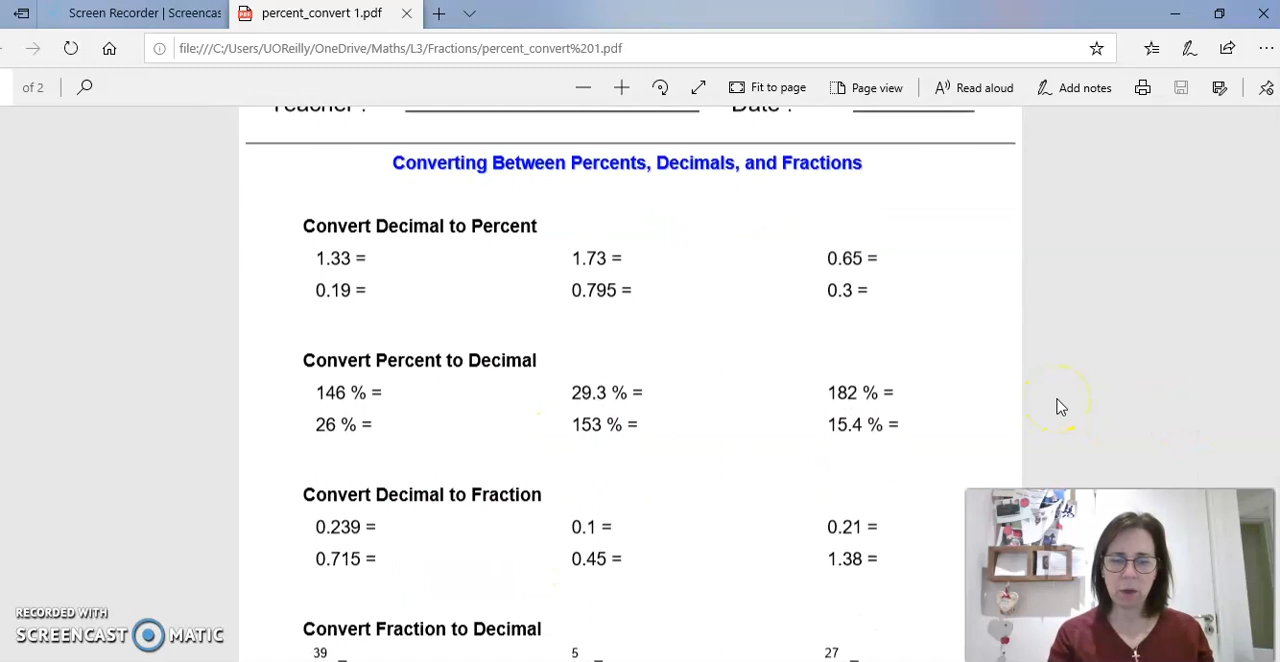 Screen Recorder | Screencas
percent_convert 1.pdf
file:///C:/Users/UOReilly/OneDrive/Maths/L3/Fractions/percent_convert%201.pdf
of 2 Fit to page Page view Read aloud Add notes
Teacher : Date :
Converting Between Percents, Decimals, and Fractions
Convert Decimal to Percent
1.33 = 1.73 = 0.65 =
0.19 = 0.795 = 0.3 =
Convert Percent to Decimal
146 % = 29.3 % = 182 % =
26 % = 153 % = 15.4 % =
Convert Decimal to Fraction
0.239 = 0.1 = 0.21 =
0.715 = 0.45 = 1.38 =
Convert Fraction to Decimal
39 = 5 = 27 =
RECORDED WITH
SCREENCAST MATIC